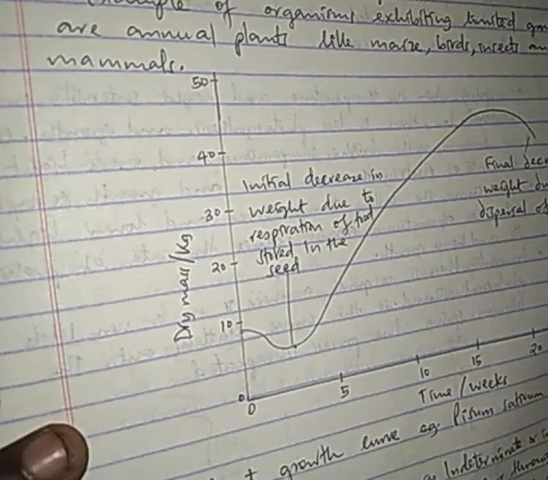 of organisms exhibiting limited
are annual plants like maize, birds, insects
mammals.
50
40
30
20
10
0
Dry mass / Kg
Initial decrease in
weight due to
respiration of food
stored in the
seed
Final
weight
dispersal of
0 5 10 15 20
Time / weeks
growth curve eg. Pisum sativum
Indeterminate